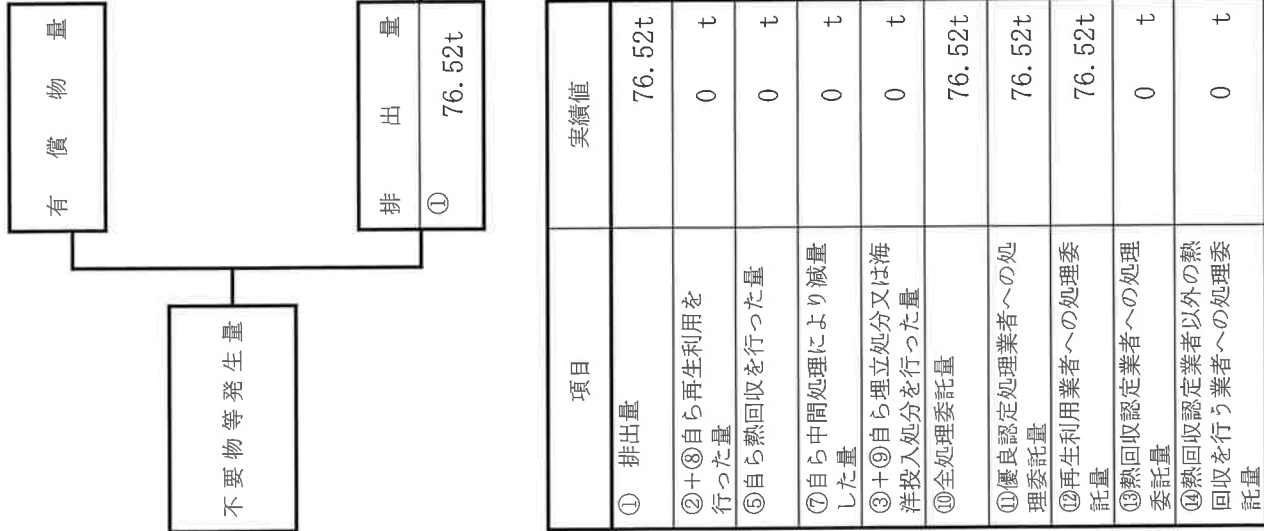 有償物量
不要物等発生量
排出量
① 76.52t
項目 実績値
① 排出量 76.52t
②+⑧自ら再生利用を
行った量 0 t
⑤自ら熱回収を行った量 0 t
⑦自ら中間処理により減量
した量 0 t
③+⑨自ら埋立処分又は海
洋投入処分を行った量 0 t
⑩全処理委託量 76.52t
⑪優良認定処理業者への処
理委託量 76.52t
⑫再生利用業者への処理委
託量 76.52t
⑬熱回収認定業者への処理
委託量 0 t
⑭熱回収認定業者以外の熱
回収を行う業者への処理委
託量 0 t